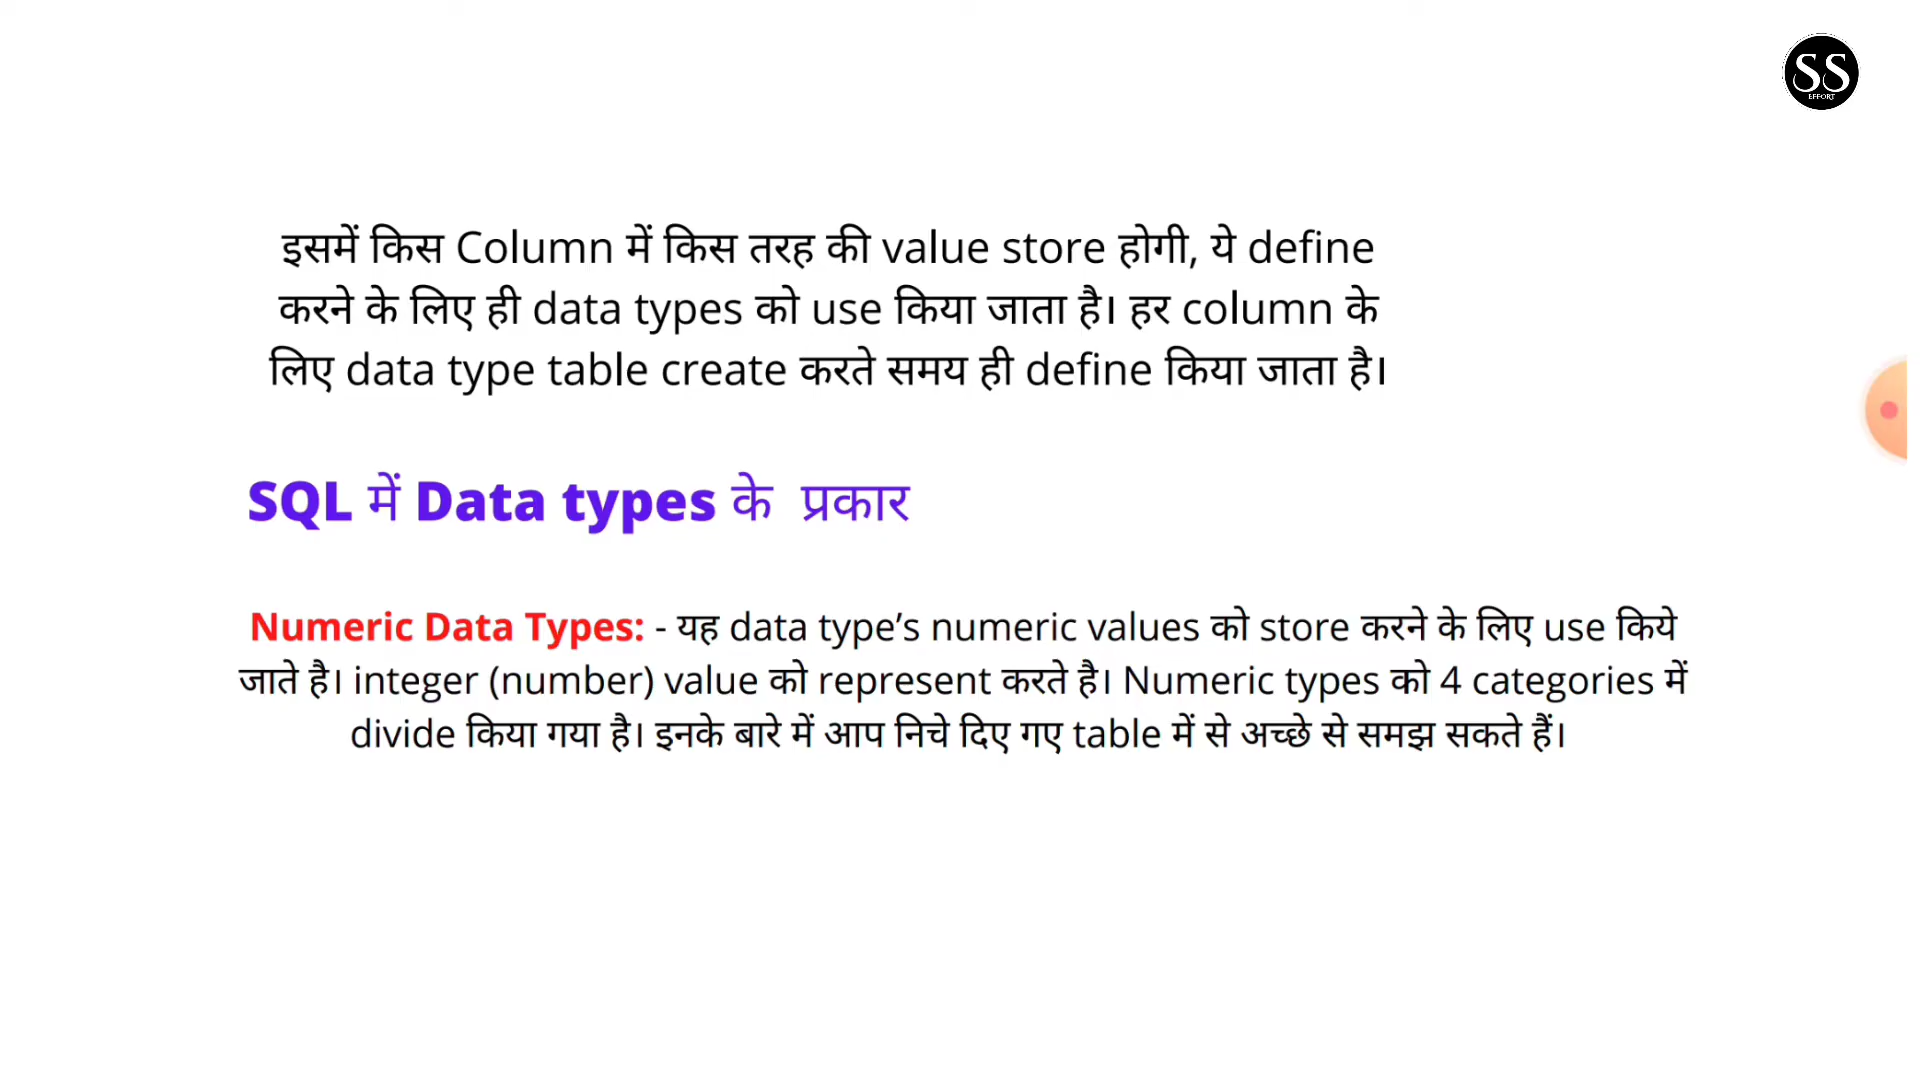 SS
EFFORT
इसमें किस Column में किस तरह की value store होगी, ये define
करने के लिए ही data types को use किया जाता है। हर column के
लिए data type table create करते समय ही define किया जाता है।
SQL में Data types के प्रकार
Numeric Data Types: - यह data type’s numeric values को store करने के लिए use किये
जाते है। integer (number) value को represent करते है। Numeric types को 4 categories में
divide किया गया है। इनके बारे में आप निचे दिए गए table में से अच्छे से समझ सकते हैं।